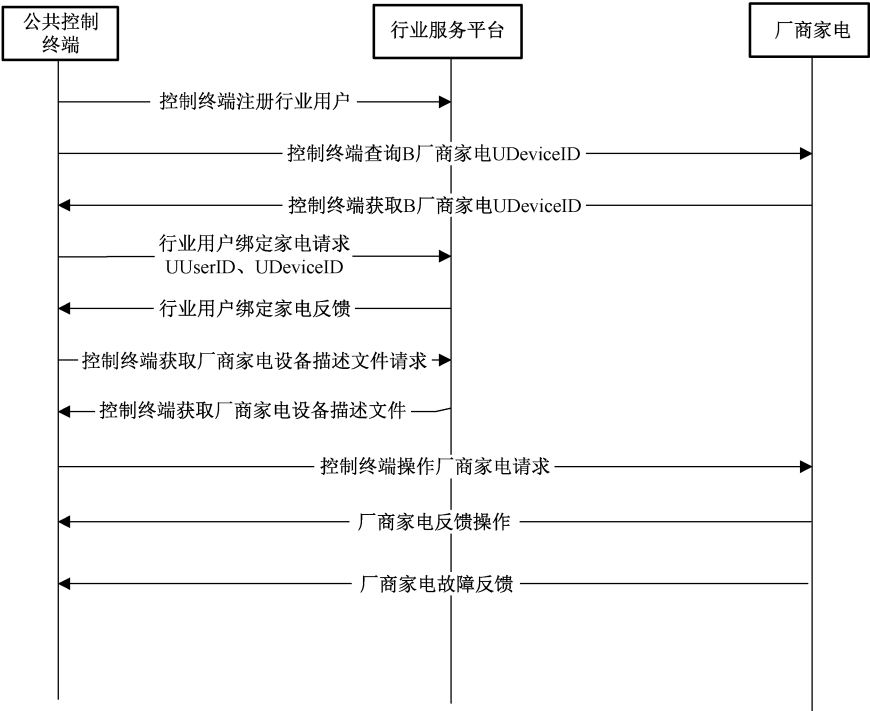 公共控制
终端
行业服务平台
厂商家电
控制终端注册行业用户
控制终端查询B厂商家电UDeviceID
控制终端获取B厂商家电UDeviceID
行业用户绑定家电请求
UUserID、UDeviceID
行业用户绑定家电反馈
控制终端获取厂商家电设备描述文件请求
控制终端获取厂商家电设备描述文件
控制终端操作厂商家电请求
厂商家电反馈操作
厂商家电故障反馈